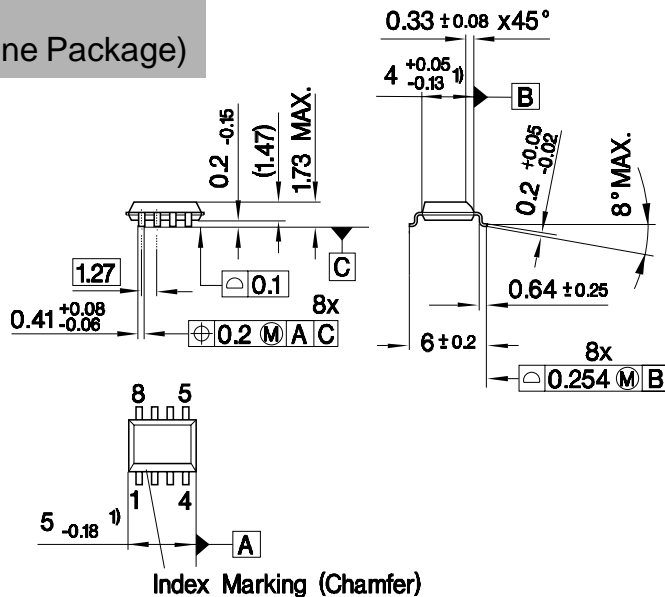 ne Package)
0.33 ±0.08 x45°
4 +0.05 -0.13 1)
B
0.2 -0.15
(1.47)
1.73 MAX.
0.2 +0.05 -0.02
8° MAX.
C
1.27
⌓ 0.1
0.64 ±0.25
0.41 +0.08 -0.06
8x
⌖ 0.2 Ⓜ A C
6 ±0.2
8x
⌓ 0.254 Ⓜ B
8 5
1 4
5 -0.18 1)
A
Index Marking (Chamfer)